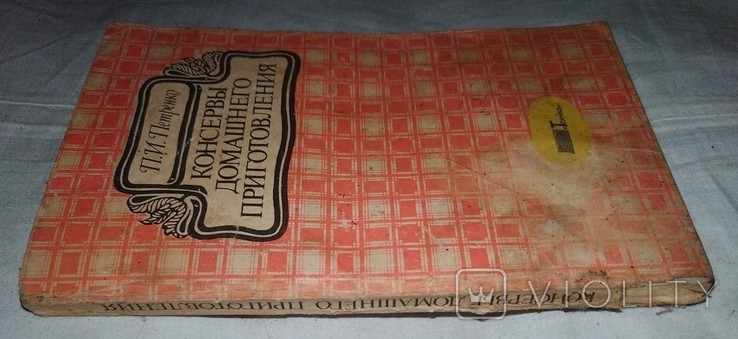 П.И.Петренко
КОНСЕРВЫ
ДОМАШНЕГО
ПРИГОТОВЛЕНИЯ
КОНСЕРВЫ ДОМАШНЕГО ПРИГОТОВЛЕНИЯ
VIOLITY